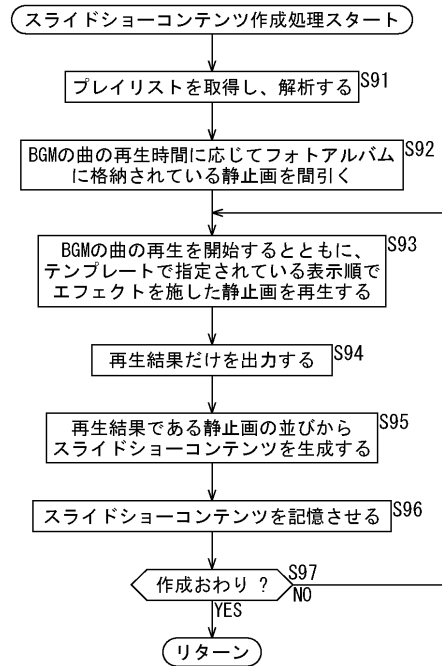 スライドショーコンテンツ作成処理スタート
プレイリストを取得し、解析する
S91
BGMの曲の再生時間に応じてフォトアルバム
に格納されている静止画を間引く
S92
BGMの曲の再生を開始するとともに、
テンプレートで指定されている表示順で
エフェクトを施した静止画を再生する
S93
再生結果だけを出力する
S94
再生結果である静止画の並びから
スライドショーコンテンツを生成する
S95
スライドショーコンテンツを記憶させる
S96
作成おわり ?
S97
NO
YES
リターン